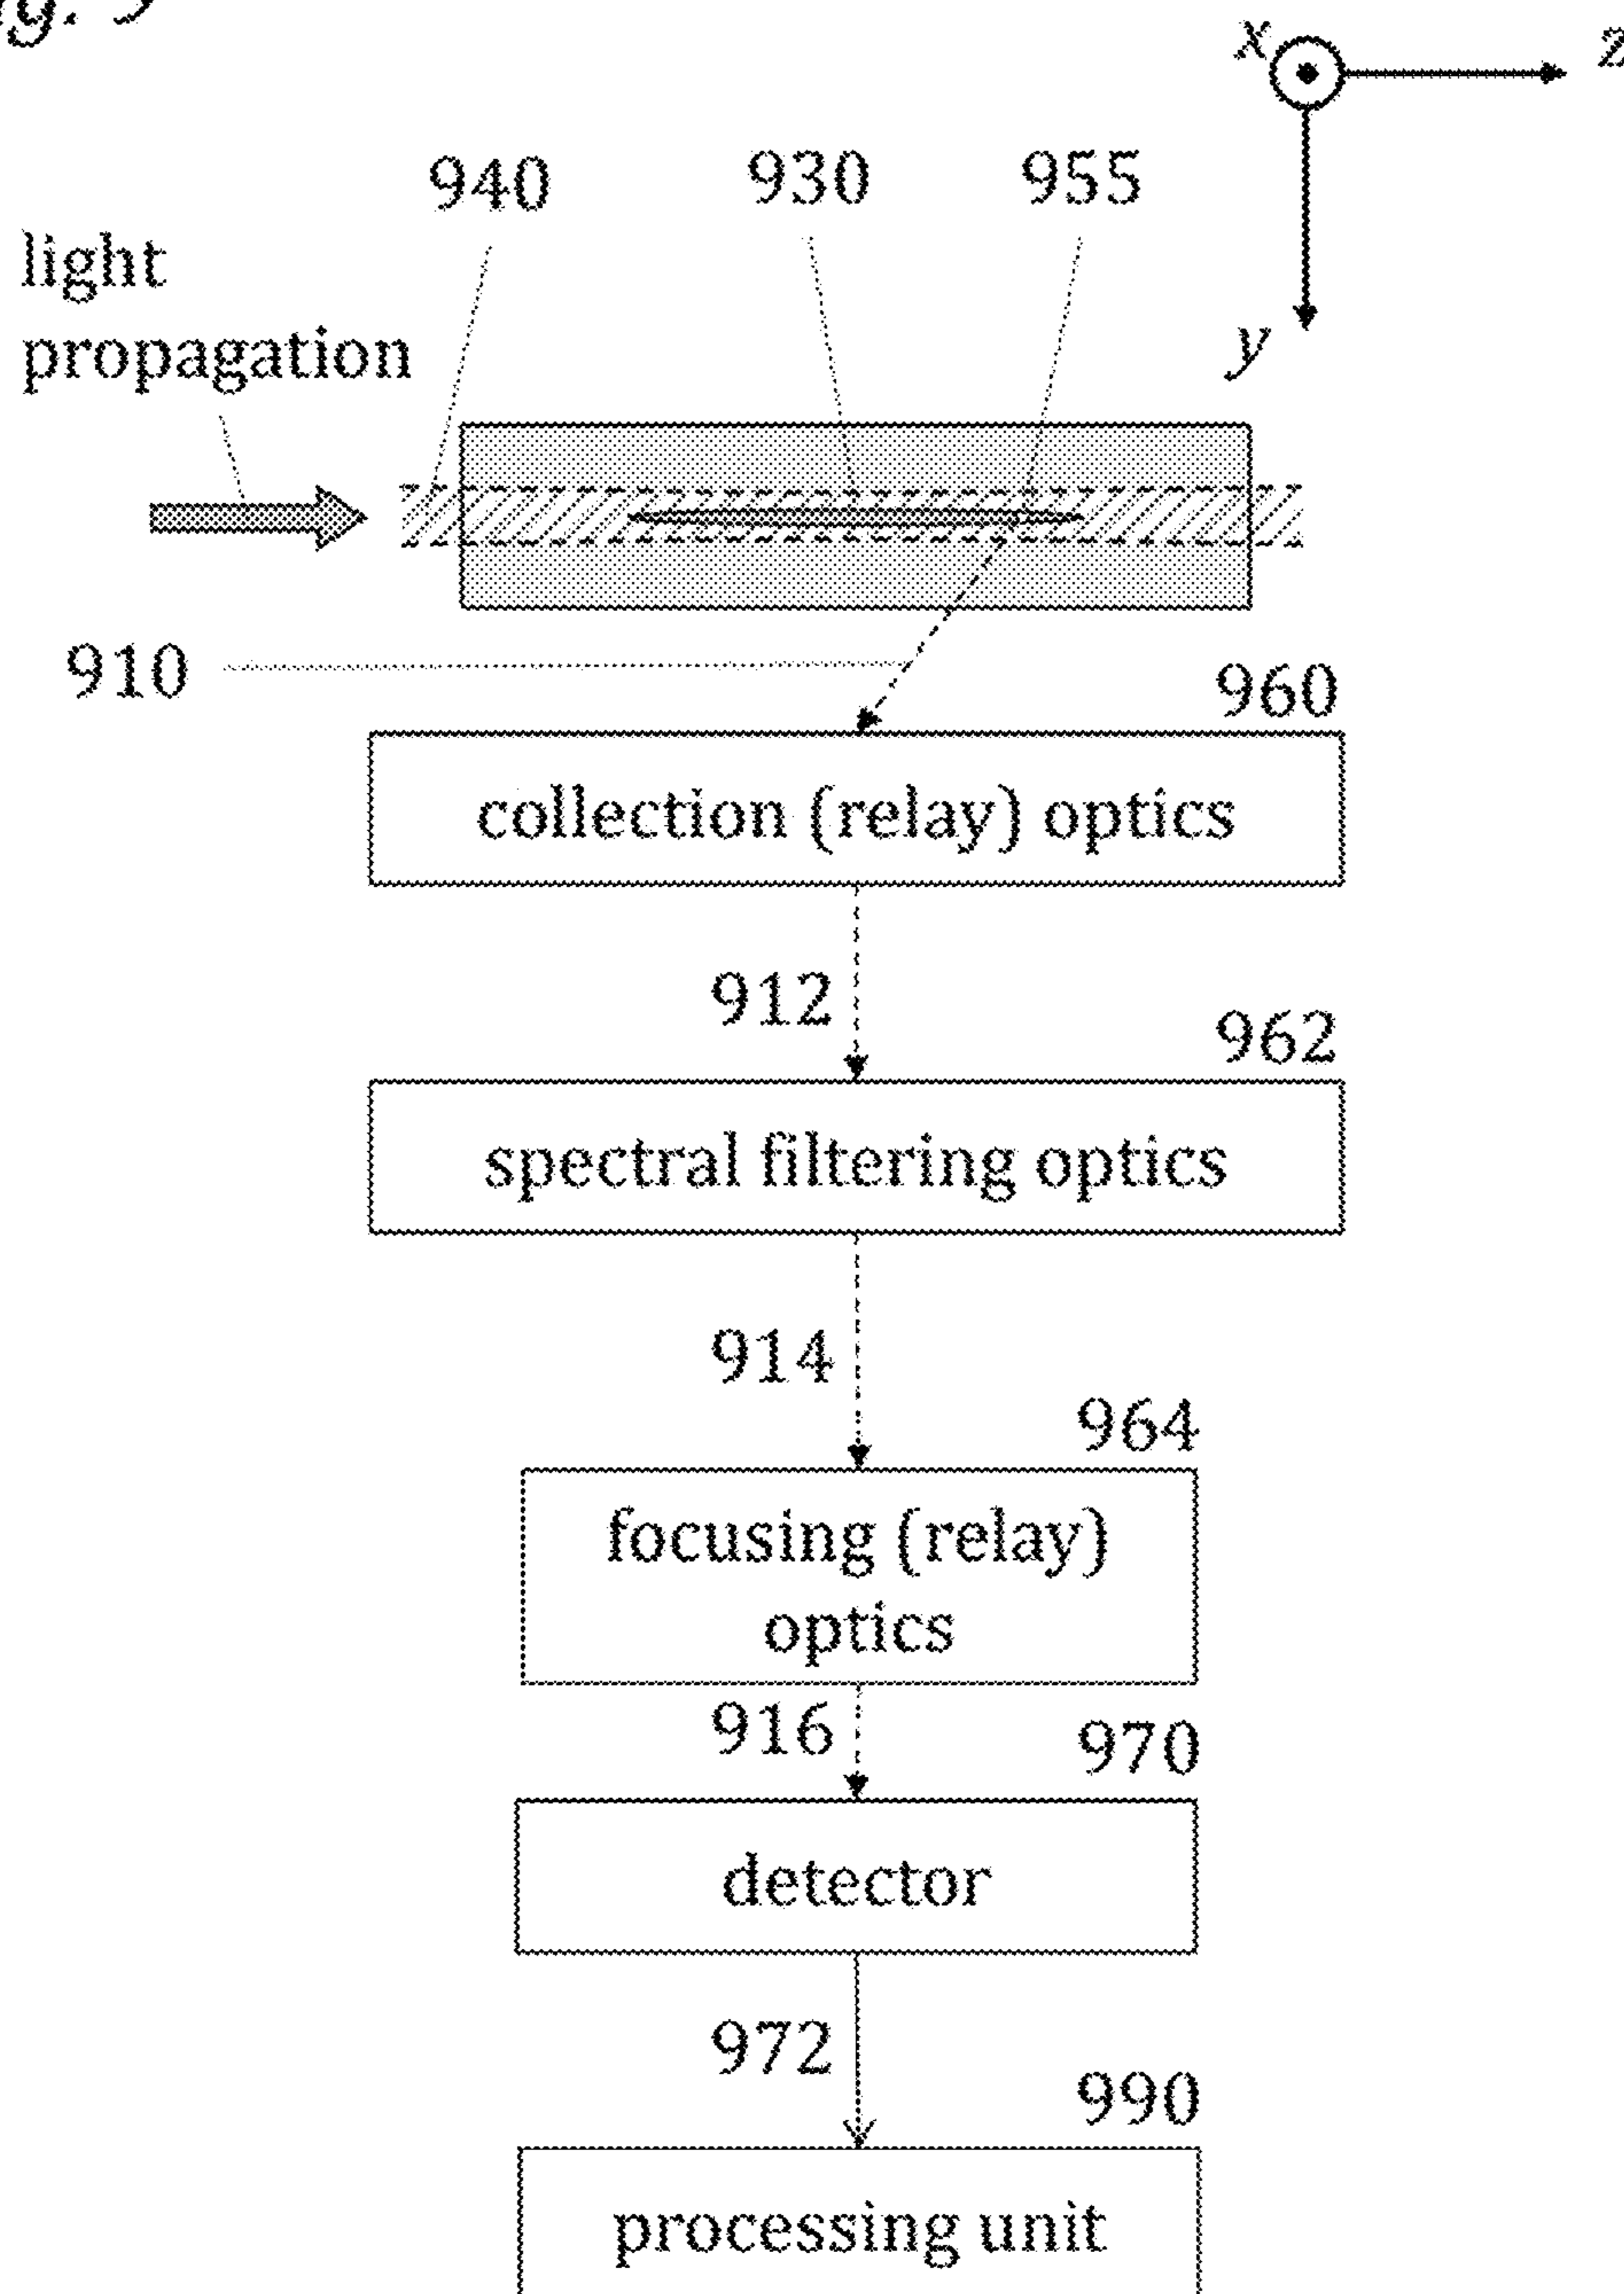 x
z
940
930
955
light
propagation
y
910
960
collection (relay) optics
912
962
spectral filtering optics
914
964
focusing (relay)
optics
916
970
detector
972
990
processing unit